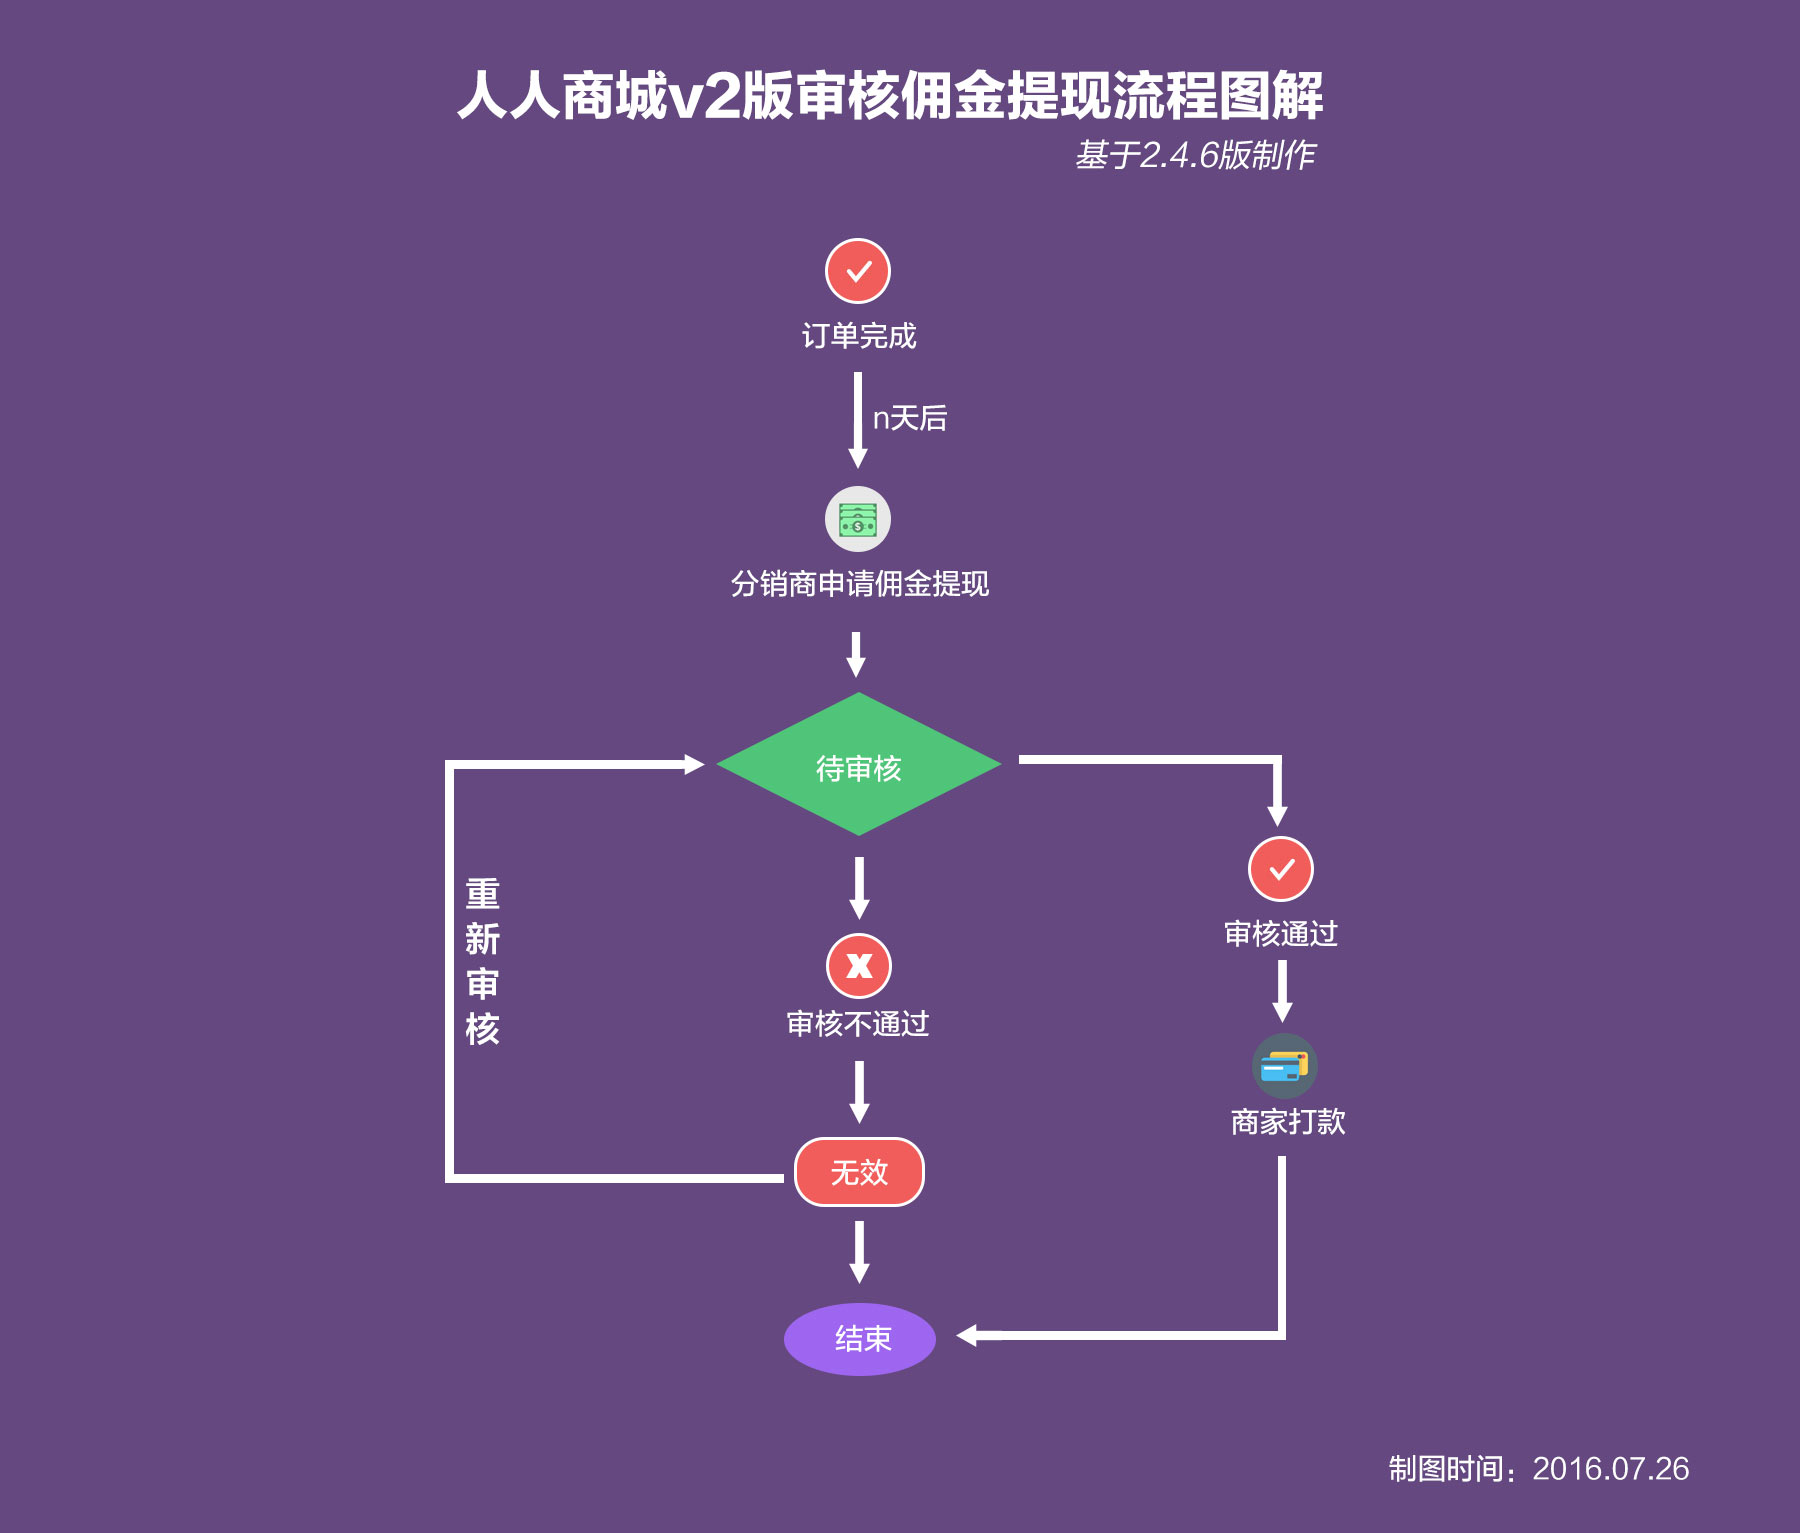 人人商城v2版审核佣金提现流程图解
基于2.4.6版制作
订单完成
n天后
分销商申请佣金提现
待审核
重新审核
审核通过
审核不通过
商家打款
无效
结束
制图时间：2016.07.26